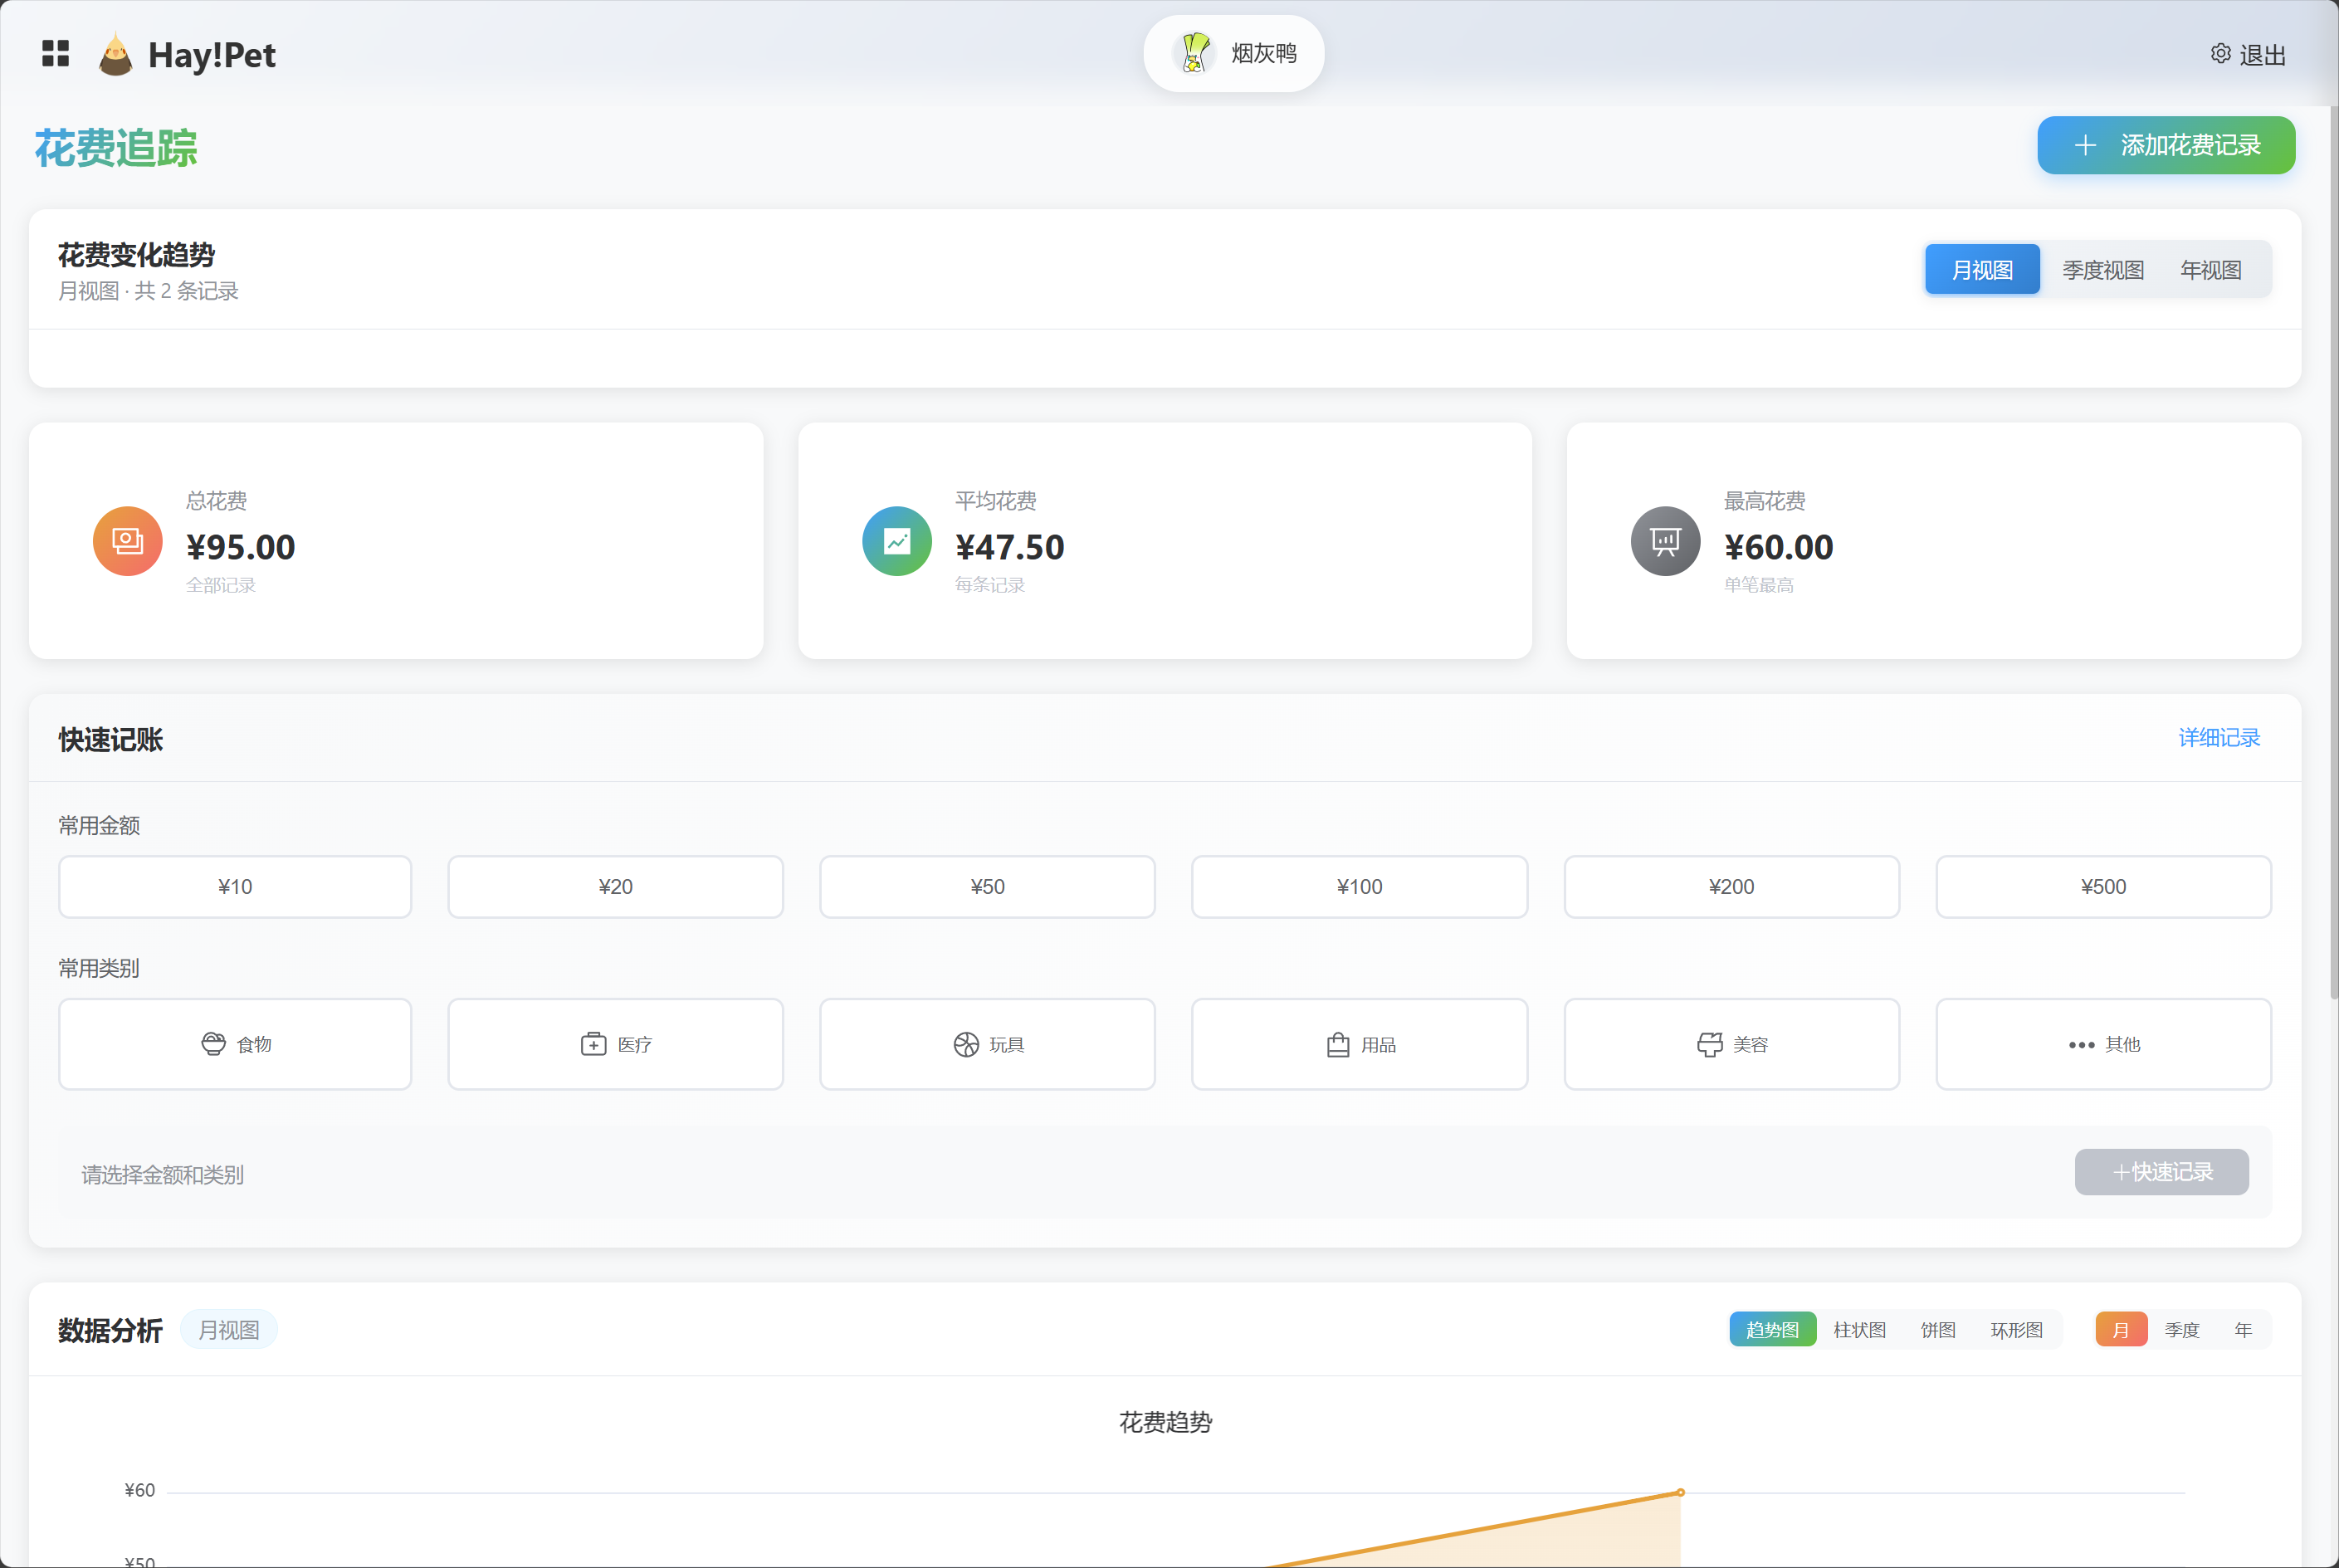 Hay!Pet
烟灰鸭
退出
花费追踪
添加花费记录
花费变化趋势
月视图 · 共 2 条记录
月视图
季度视图
年视图
总花费
¥95.00
全部记录
平均花费
¥47.50
每条记录
最高花费
¥60.00
单笔最高
快速记账
详细记录
常用金额
¥10
¥20
¥50
¥100
¥200
¥500
常用类别
食物
医疗
玩具
用品
美容
其他
请选择金额和类别
+快速记录
数据分析
月视图
趋势图
柱状图
饼图
环形图
月
季度
年
花费趋势
¥60
¥50